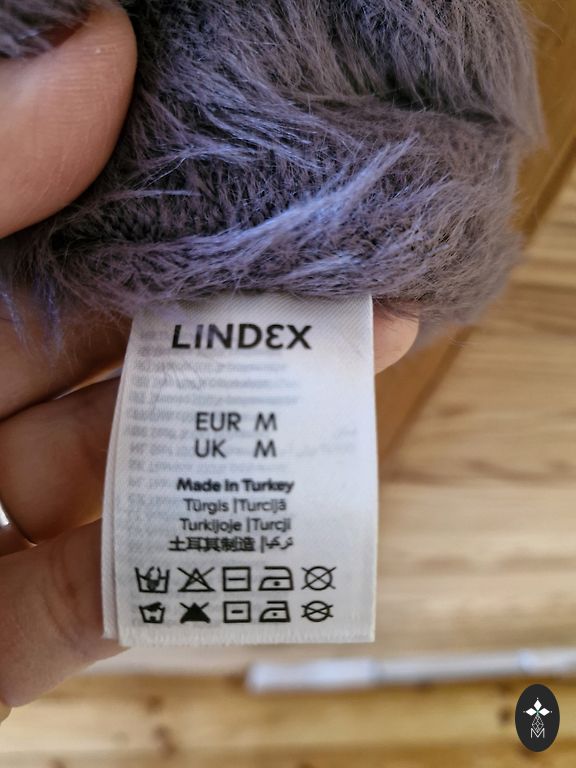 LINDEX
EUR M
UK M
Made in Turkey
Türgis |Turcijā
Turkijoje |Turcji
土耳其制造 |تركيا